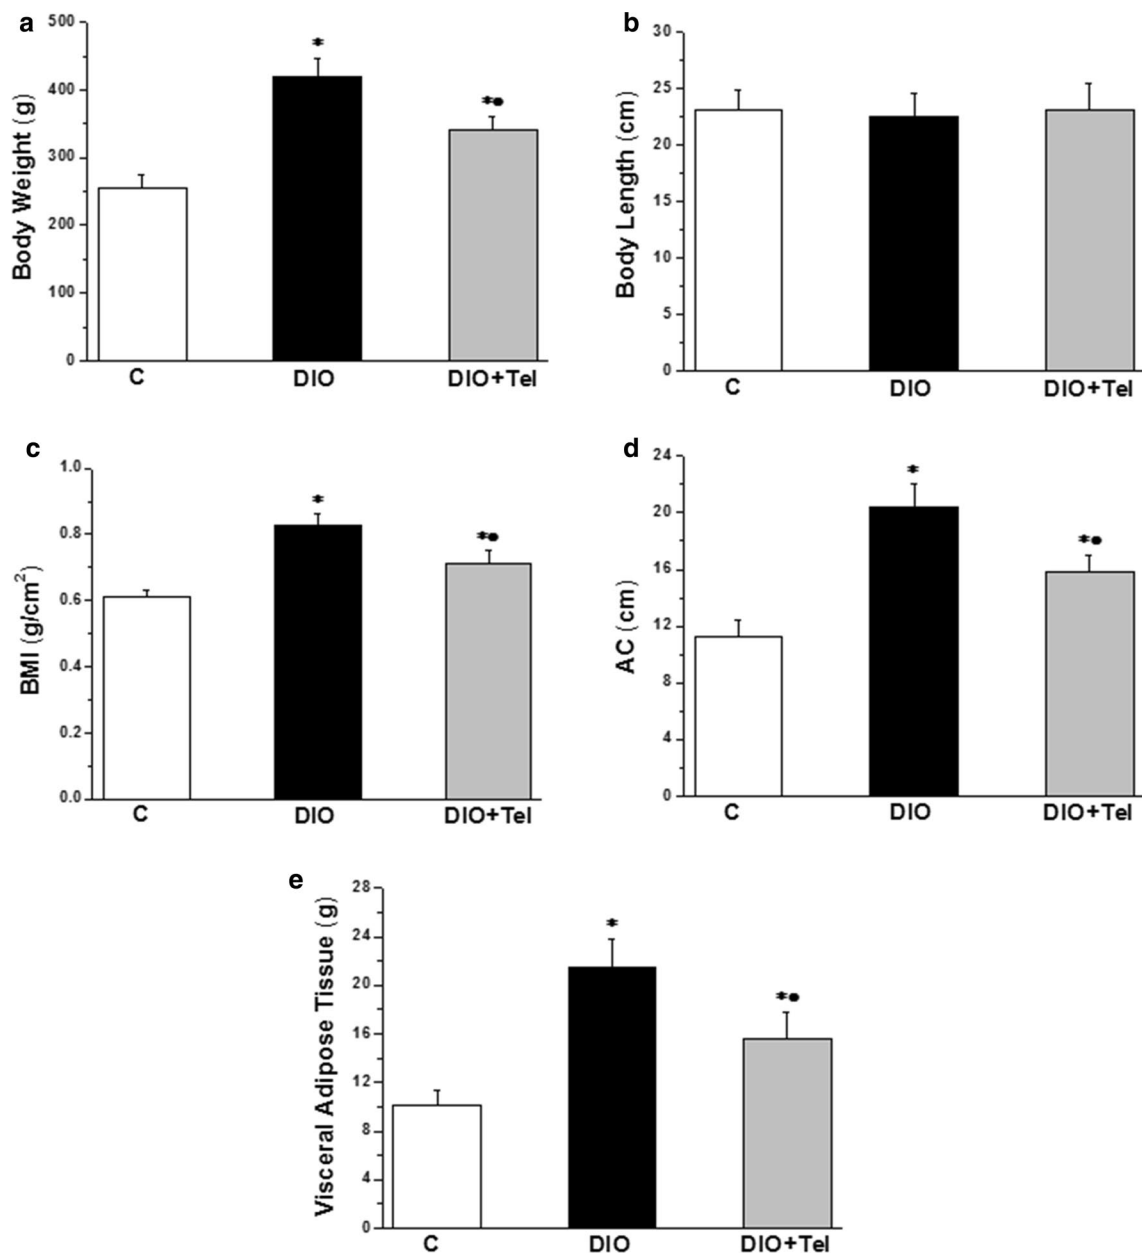 a
Body Weight (g)
500
400
300
200
100
0
*
*●
C DIO DIO+Tel
b
Body Length (cm)
30
25
20
15
10
5
0
C DIO DIO+Tel
c
BMI (g/cm²)
1.0
0.8
0.6
0.4
0.2
0.0
*
*●
C DIO DIO+Tel
d
AC (cm)
24
20
16
12
8
4
0
*
*●
C DIO DIO+Tel
e
Visceral Adipose Tissue (g)
28
24
20
16
12
8
4
0
*
*●
C DIO DIO+Tel